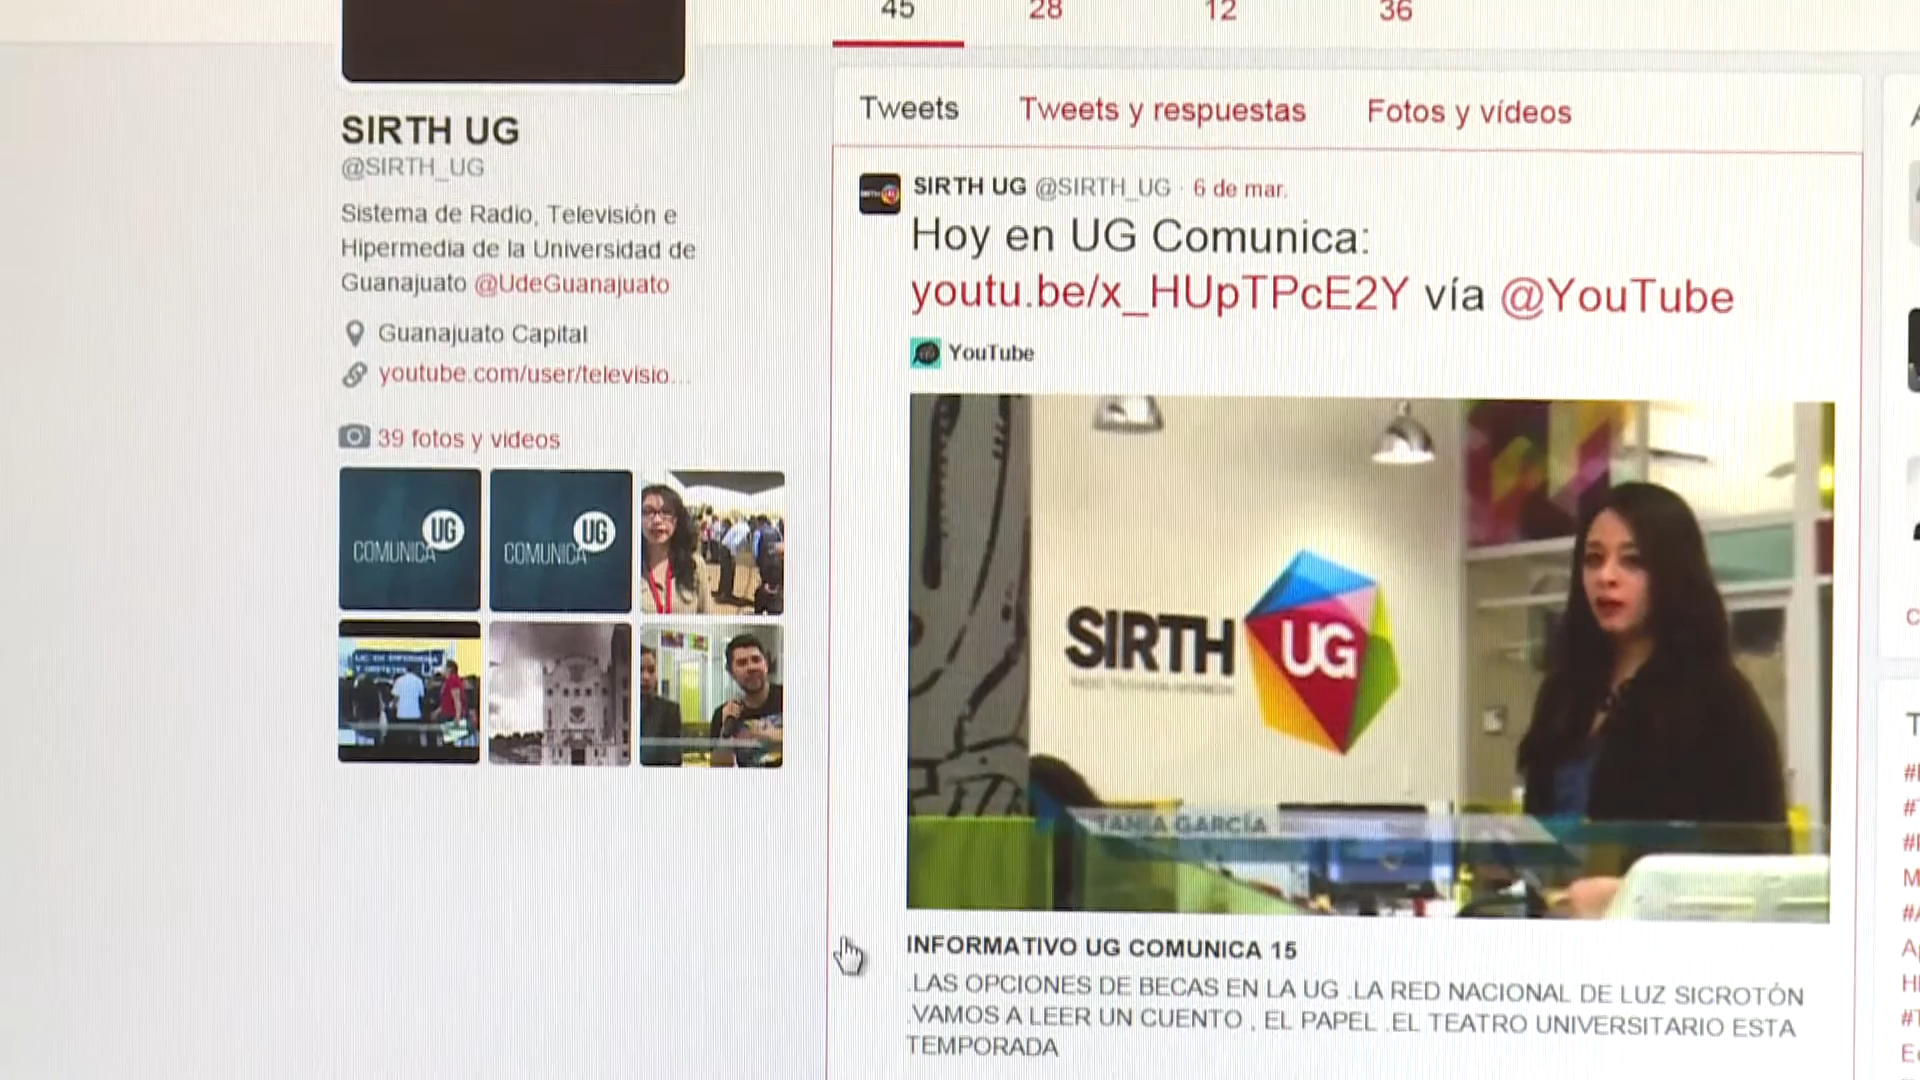 45 28 12 36
SIRTH UG
@SIRTH_UG
Sistema de Radio, Televisión e
Hipermedia de la Universidad de
Guanajuato @UdeGuanajuato
Guanajuato Capital
youtube.com/user/televisio...
39 fotos y videos
COMUNICA UG
COMUNICA UG
Tweets Tweets y respuestas Fotos y vídeos
SIRTH UG @SIRTH_UG · 6 de mar.
Hoy en UG Comunica:
youtu.be/x_HUpTPcE2Y vía @YouTube
YouTube
SIRTH UG
TANIA GARCÍA
INFORMATIVO UG COMUNICA 15
.LAS OPCIONES DE BECAS EN LA UG .LA RED NACIONAL DE LUZ SICROTÓN
.VAMOS A LEER UN CUENTO , EL PAPEL .EL TEATRO UNIVERSITARIO ESTA
TEMPORADA